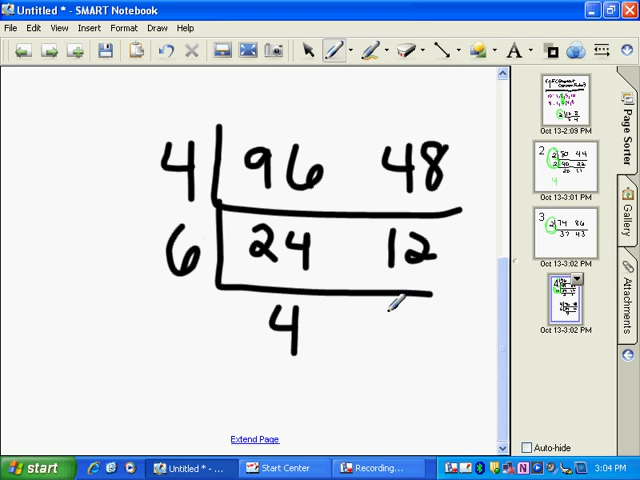 Untitled * - SMART Notebook
File Edit View Insert Format Draw Help
4 96 48
6 24 12
4
Extend Page
Oct 13-2:09 PM
2
Oct 13-3:01 PM
3
Oct 13-3:02 PM
Oct 13-3:02 PM
Page Sorter
Gallery
Attachments
Auto-hide
start
Untitled * - ...
Start Center
Recording...
3:04 PM